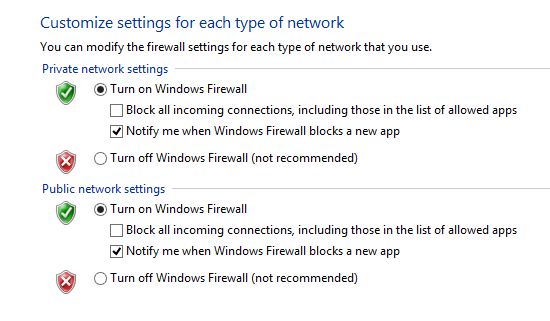 Customize settings for each type of network
You can modify the firewall settings for each type of network that you use.
Private network settings
Turn on Windows Firewall
Block all incoming connections, including those in the list of allowed apps
Notify me when Windows Firewall blocks a new app
Turn off Windows Firewall (not recommended)
Public network settings
Turn on Windows Firewall
Block all incoming connections, including those in the list of allowed apps
Notify me when Windows Firewall blocks a new app
Turn off Windows Firewall (not recommended)